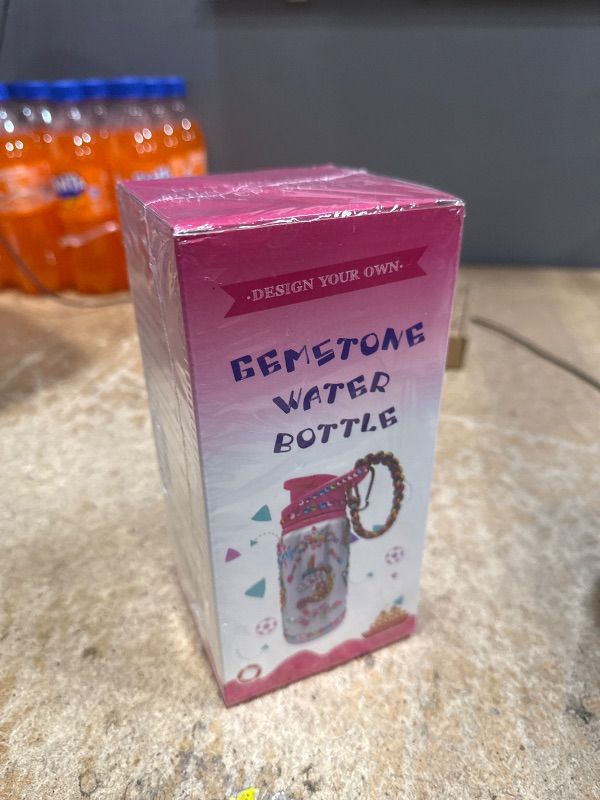 ·DESIGN YOUR OWN·
GEMSTONE
WATER
BOTTLE